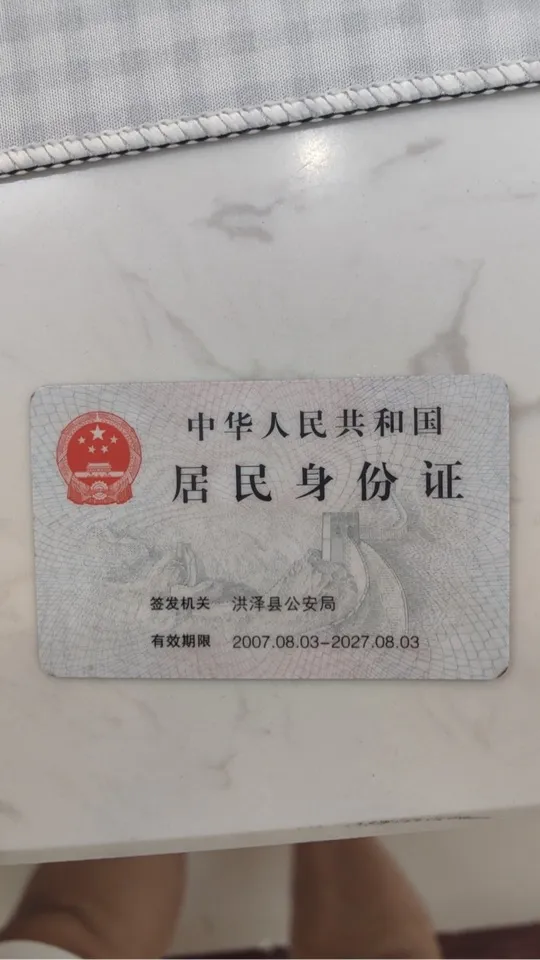 中华人民共和国
居民身份证
签发机关 洪泽县公安局
有效期限 2007.08.03-2027.08.03